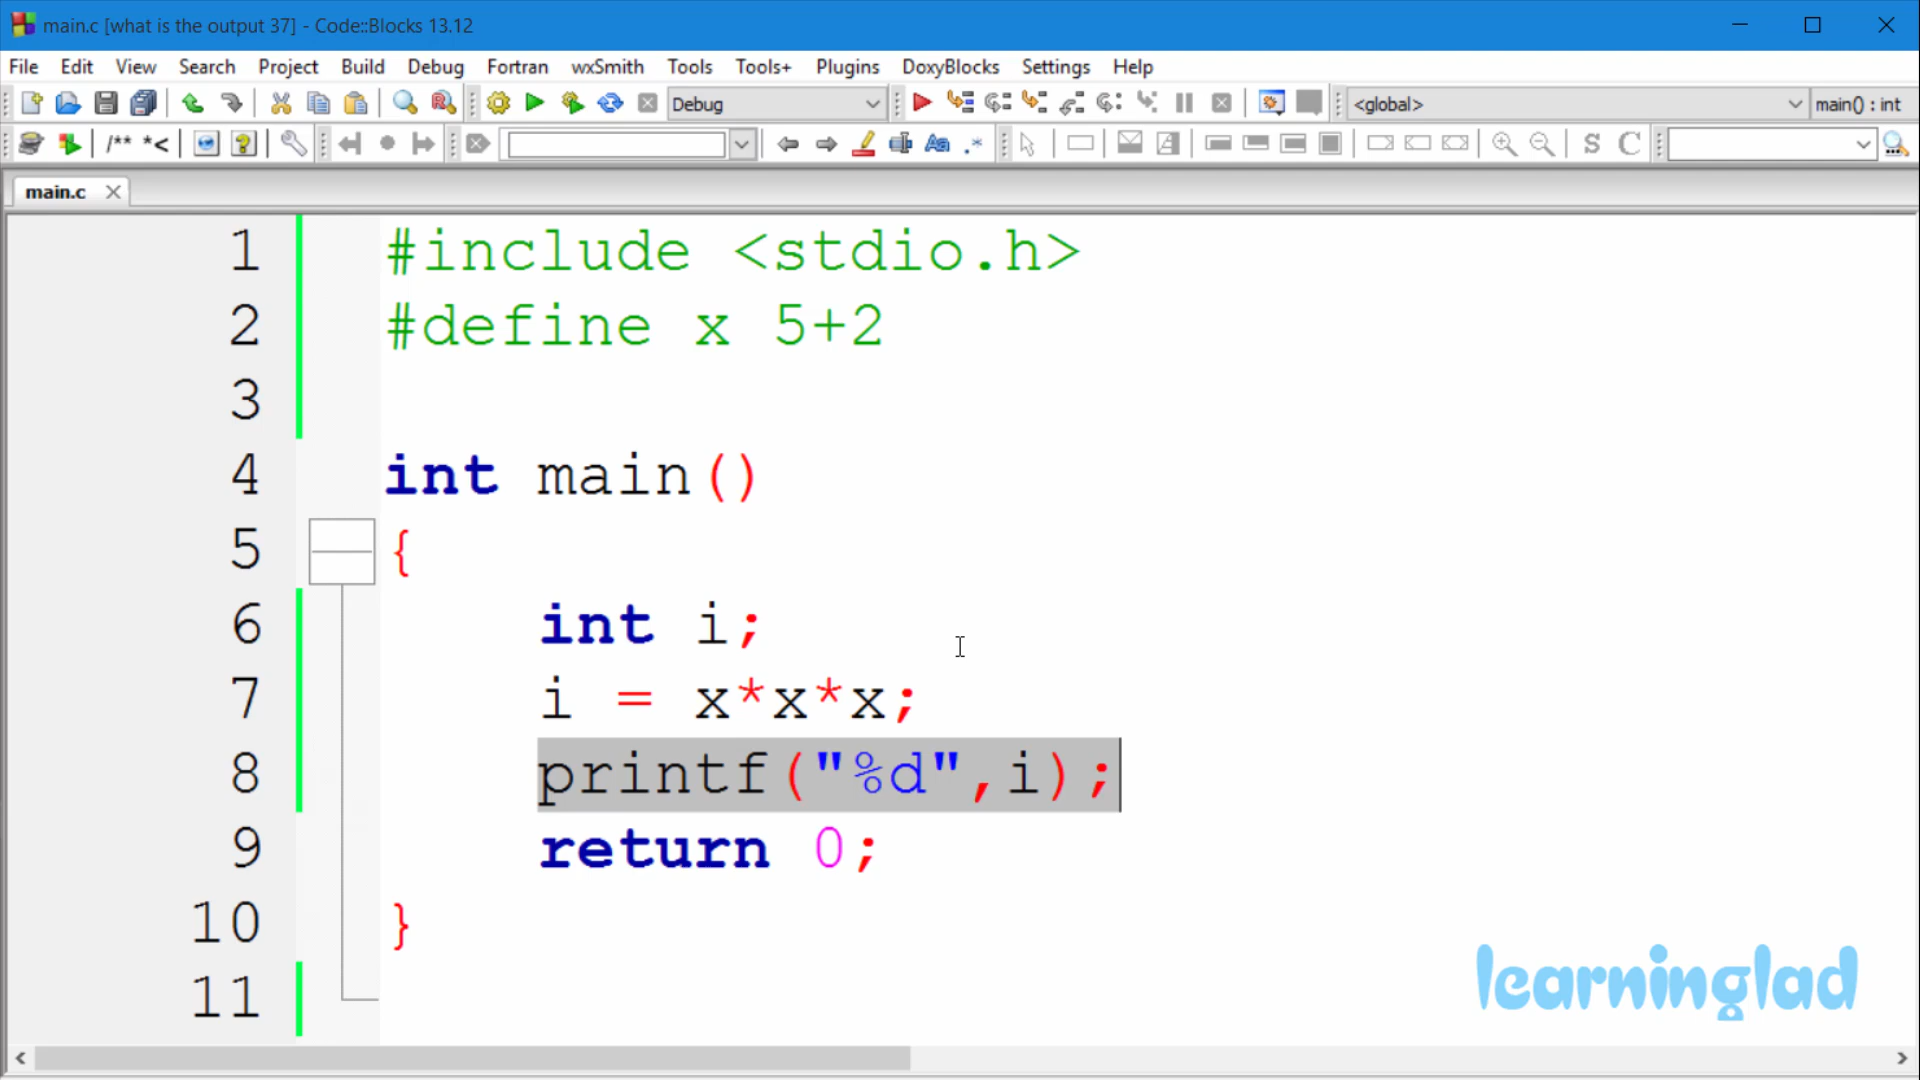 main.c [what is the output 37] - Code::Blocks 13.12
File Edit View Search Project Build Debug Fortran wxSmith Tools Tools+ Plugins DoxyBlocks Settings Help
Debug <global> main() : int
/** *< Aa .* S C
main.c
1 #include <stdio.h>
2 #define x 5+2
3
4 int main()
5 {
6 int i;
7 i = x*x*x;
8 printf("%d",i);
9 return 0;
10 }
11
learninglad